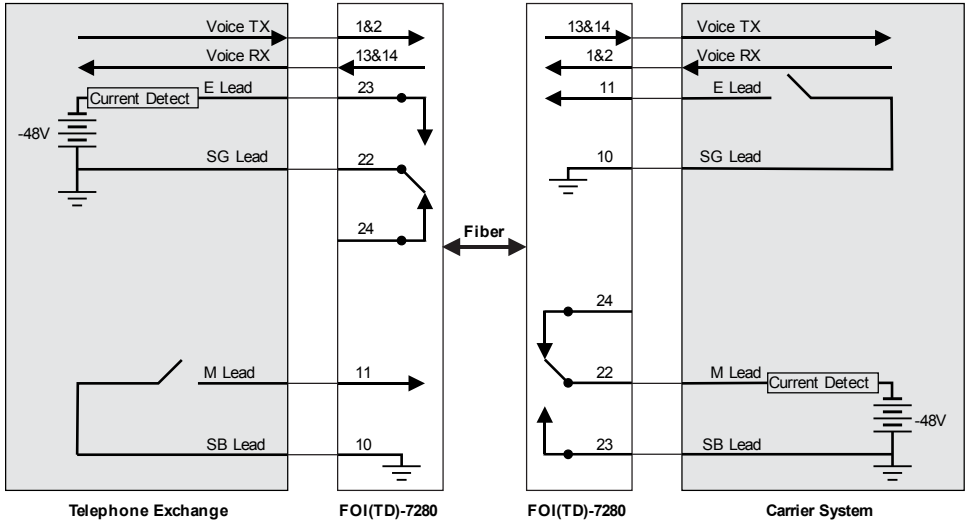 Voice TX 1&2 13&14 Voice TX
Voice RX 13&14 1&2 Voice RX
E Lead 23 11 E Lead
Current Detect
-48V
SG Lead 22 10 SG Lead
24
Fiber
24
M Lead 11 22 M Lead
Current Detect
-48V
SB Lead 10 23 SB Lead
Telephone Exchange FOI(TD)-7280 FOI(TD)-7280 Carrier System